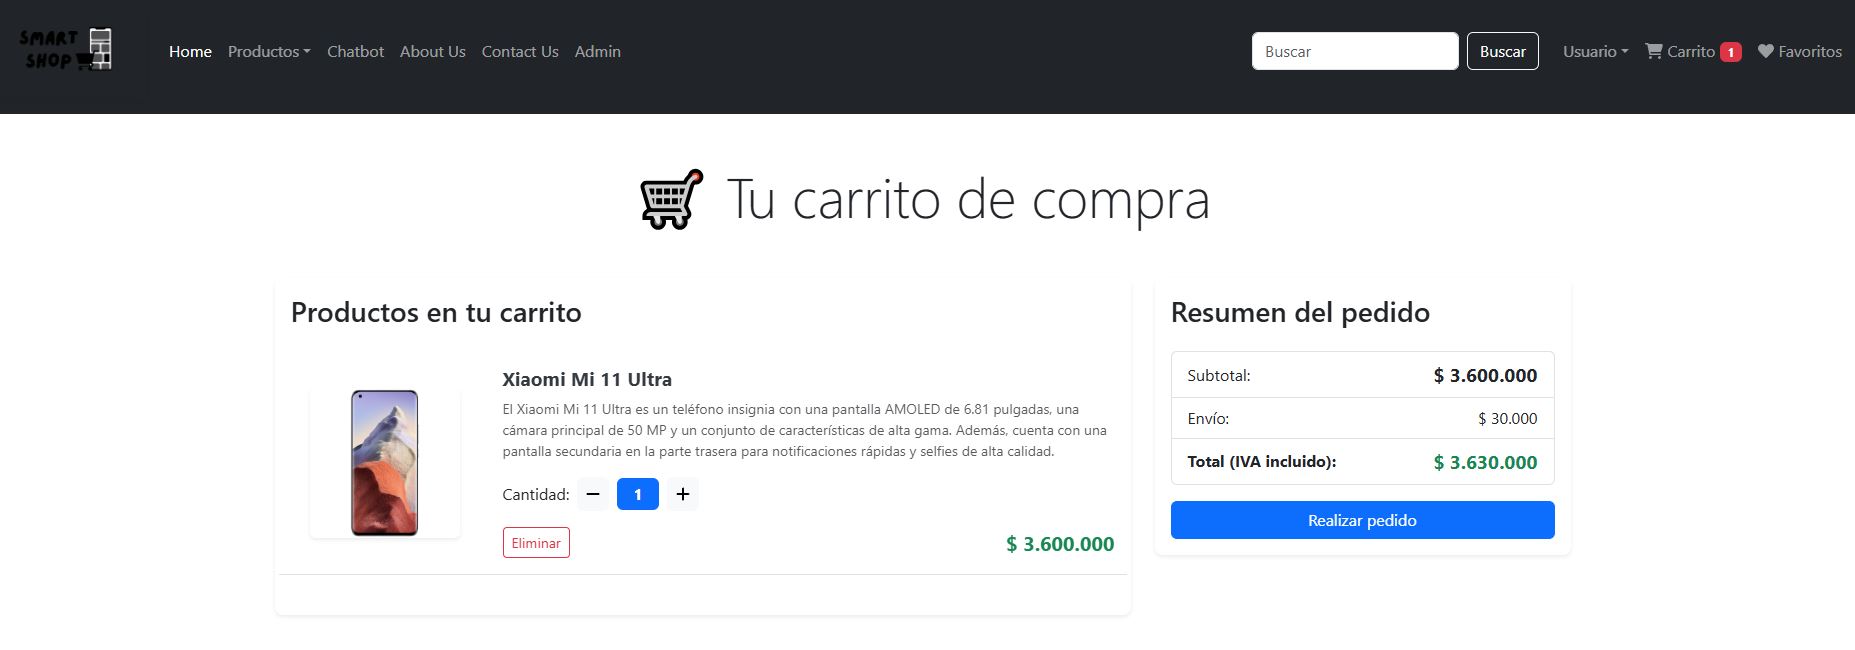 SMART
SHOP
Home Productos Chatbot About Us Contact Us Admin Buscar Buscar Usuario Carrito 1 Favoritos
Tu carrito de compra
Productos en tu carrito
Xiaomi Mi 11 Ultra
El Xiaomi Mi 11 Ultra es un teléfono insignia con una pantalla AMOLED de 6.81 pulgadas, una
cámara principal de 50 MP y un conjunto de características de alta gama. Además, cuenta con una
pantalla secundaria en la parte trasera para notificaciones rápidas y selfies de alta calidad.
Cantidad: − 1 +
Eliminar $ 3.600.000
Resumen del pedido
Subtotal: $ 3.600.000
Envío: $ 30.000
Total (IVA incluido): $ 3.630.000
Realizar pedido